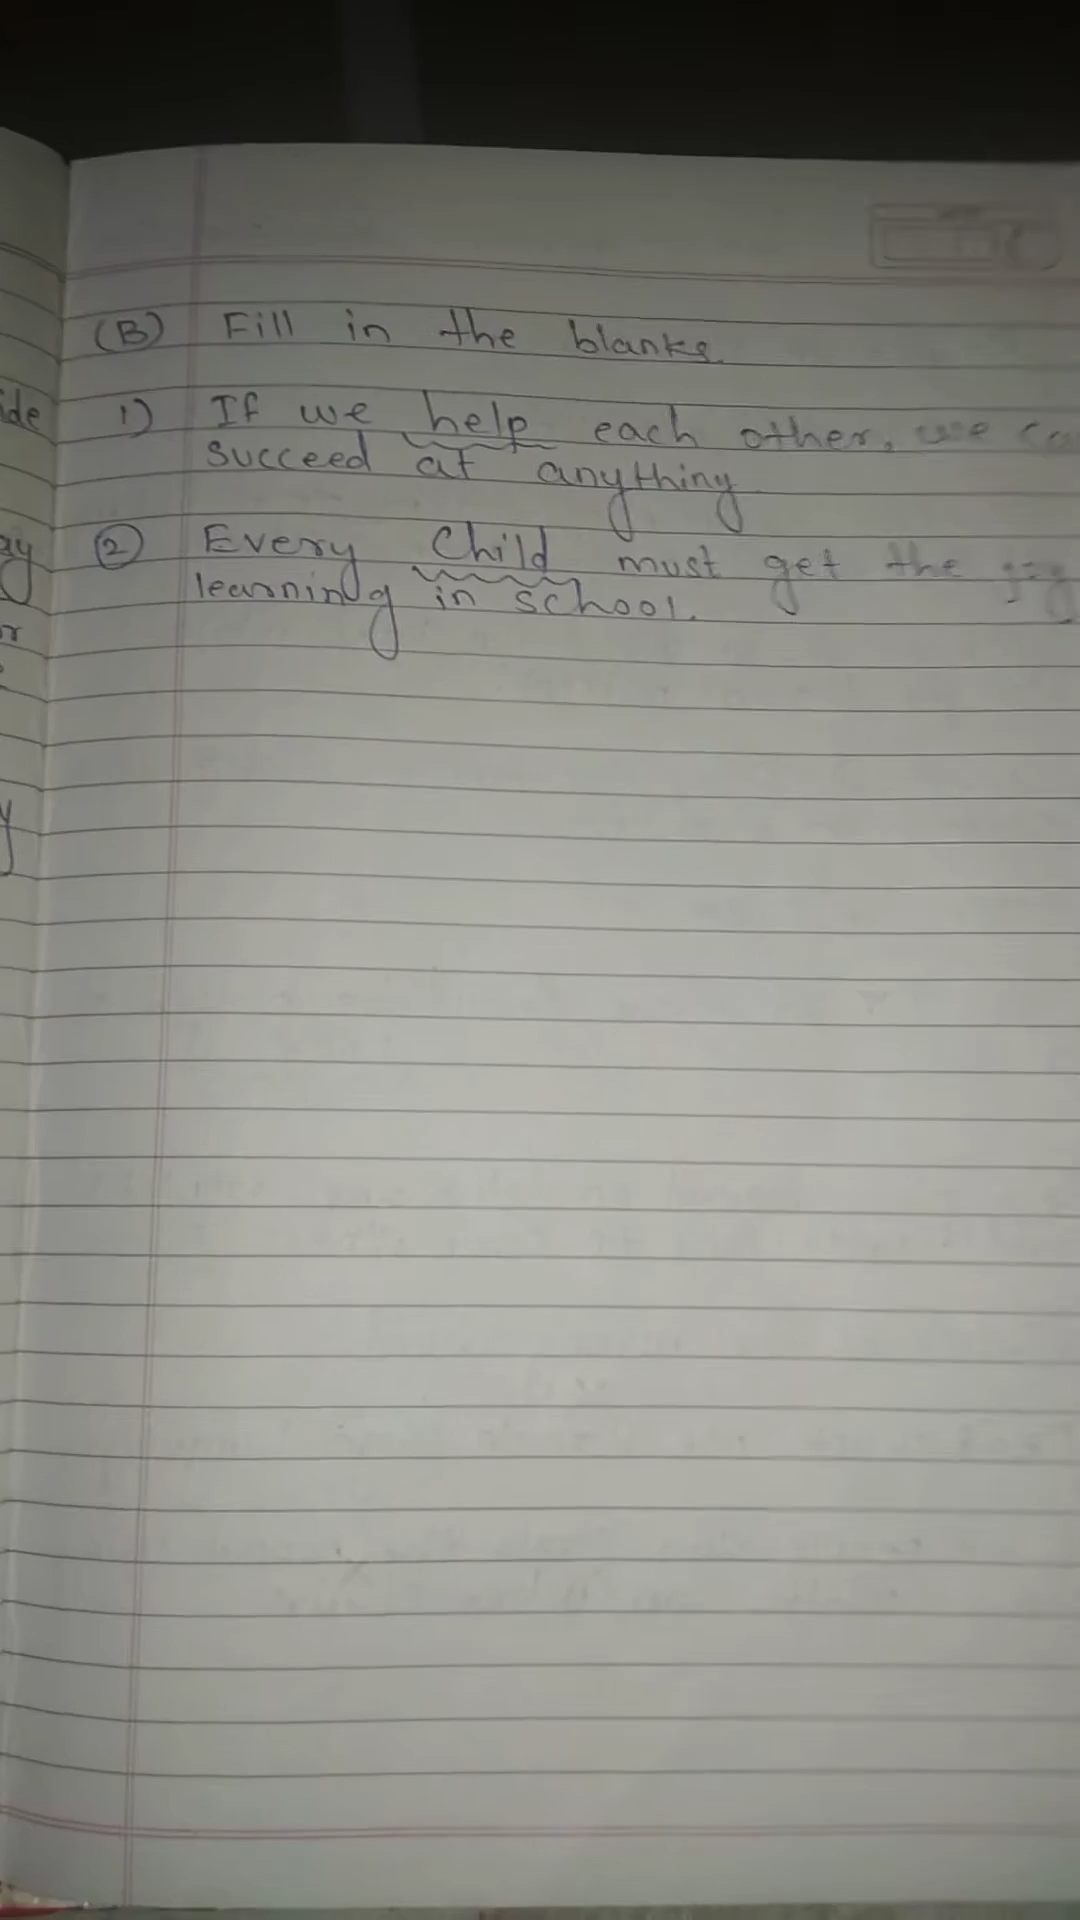 (B) Fill in the blanks.
1) If we help each other, we
succeed at anything
② Every Child must get the
learning in school.
ide